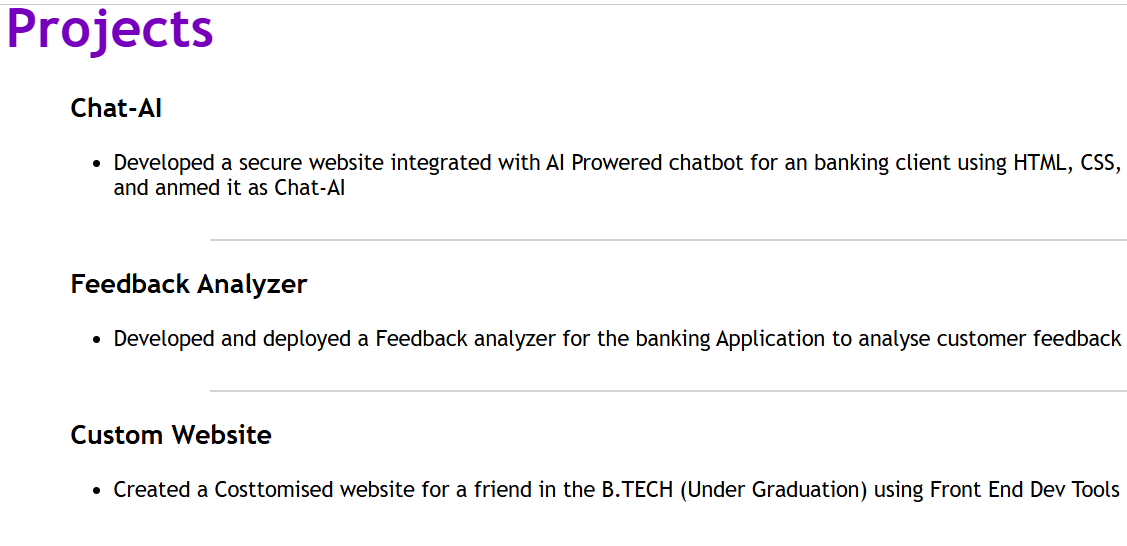 Projects
Chat-AI
• Developed a secure website integrated with AI Prowered chatbot for an banking client using HTML, CSS,
and anmed it as Chat-AI
Feedback Analyzer
• Developed and deployed a Feedback analyzer for the banking Application to analyse customer feedback
Custom Website
• Created a Costtomised website for a friend in the B.TECH (Under Graduation) using Front End Dev Tools